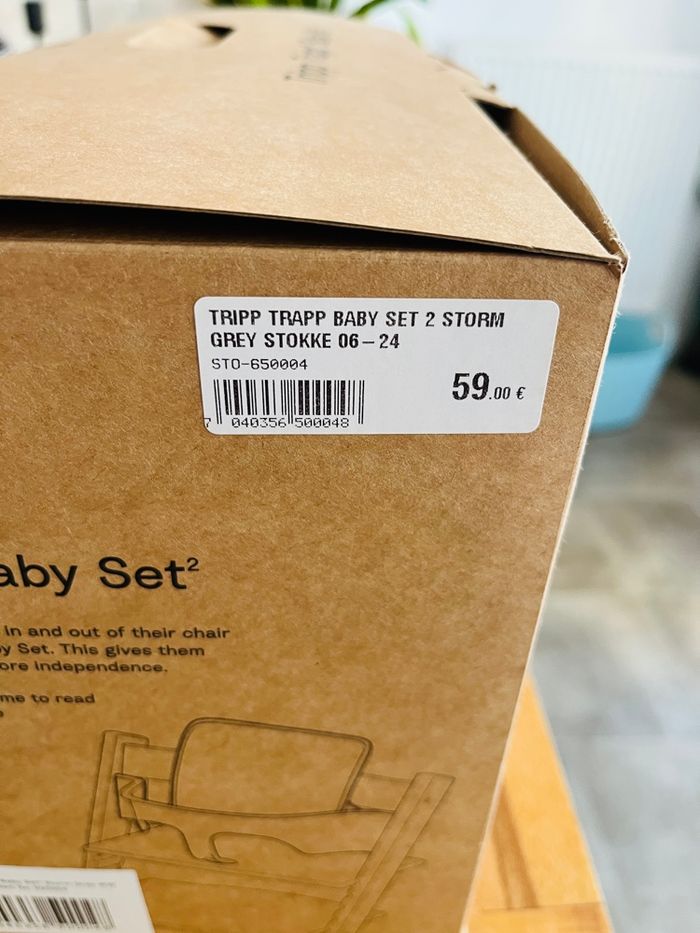 TRIPP TRAPP BABY SET 2 STORM
GREY STOKKE 06-24
STO-650004
59.00 €
7 040356 500048
aby Set²
in and out of their chair
y Set. This gives them
ore independence.
me to read